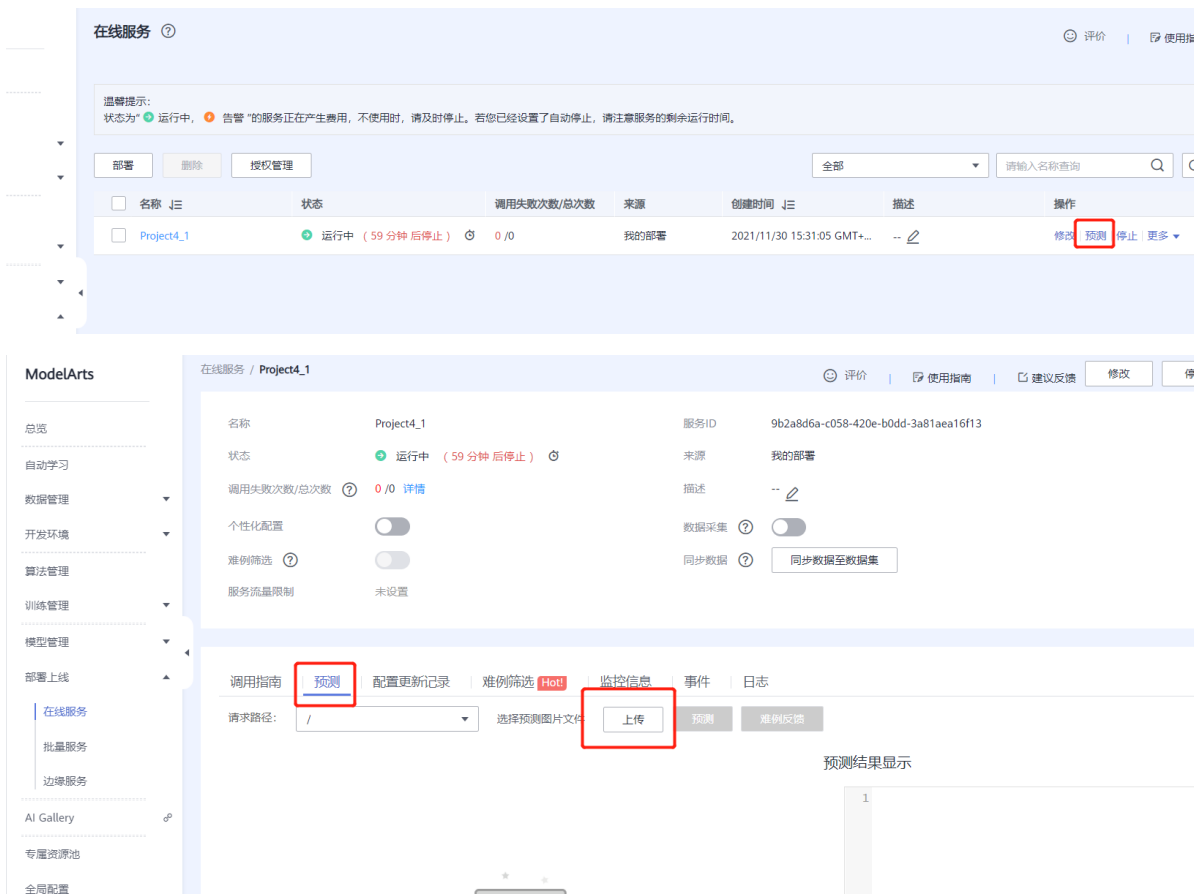 在线服务
评价 | 使用指
温馨提示:
状态为“ 运行中, 告警 ”的服务正在产生费用, 不使用时, 请及时停止。若您已经设置了自动停止, 请注意服务的剩余运行时间。
部署 删除 授权管理 全部 请输入名称查询
名称 状态 调用失败次数/总次数 来源 创建时间 描述 操作
Project4_1 运行中 ( 59 分钟 后停止 ) 0 /0 我的部署 2021/11/30 15:31:05 GMT+... -- 修改 预测 停止 更多
ModelArts
总览
自动学习
数据管理
开发环境
算法管理
训练管理
模型管理
部署上线
在线服务
批量服务
边缘服务
AI Gallery
专属资源池
全局配置
在线服务 / Project4_1
评价 | 使用指南 | 建议反馈 修改 停
名称 Project4_1 服务ID 9b2a8d6a-c058-420e-b0dd-3a81aea16f13
状态 运行中 ( 59 分钟 后停止 ) 来源 我的部署
调用失败次数/总次数 0 /0 详情 描述 --
个性化配置 数据采集
难例筛选 同步数据 同步数据至数据集
服务流量限制 未设置
调用指南 预测 配置更新记录 难例筛选 Hot! 监控信息 事件 日志
请求路径: / 选择预测图片文件 上传 预测 难例反馈
预测结果显示
1